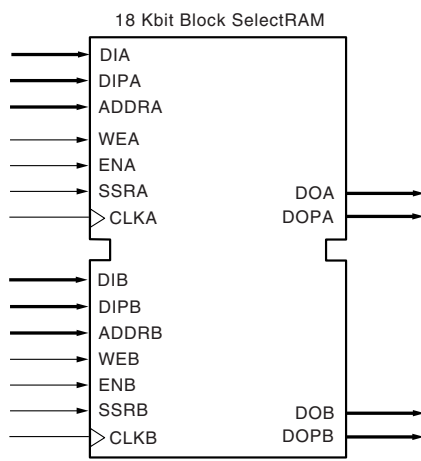 18 Kbit Block SelectRAM
DIA
DIPA
ADDRA
WEA
ENA
SSRA
CLKA
DOA
DOPA
DIB
DIPB
ADDRB
WEB
ENB
SSRB
CLKB
DOB
DOPB